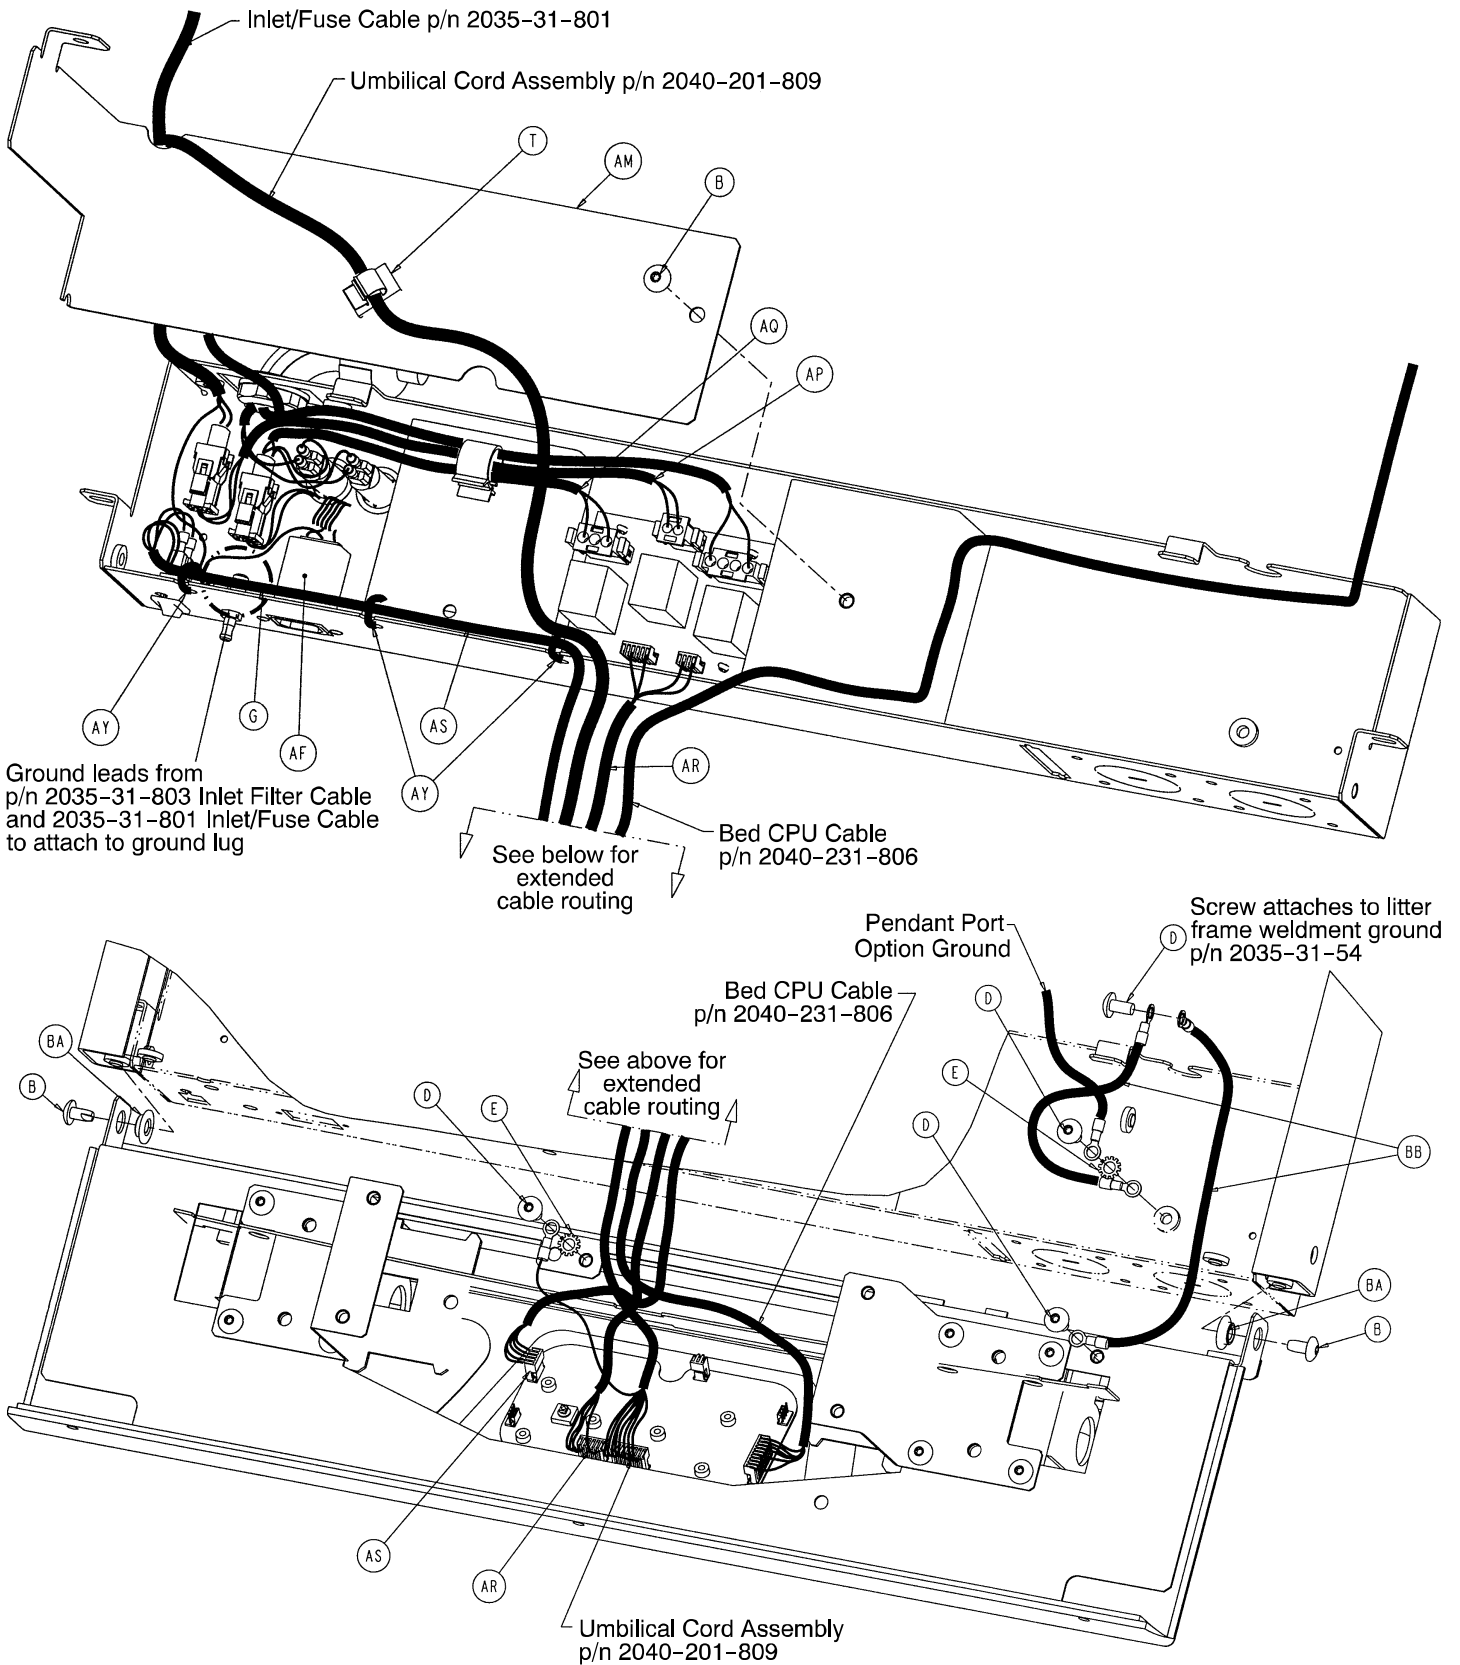 Inlet/Fuse Cable p/n 2035-31-801
Umbilical Cord Assembly p/n 2040-201-809
T
AM
B
AQ
AP
AY
G
AF
AS
AY
AR
Ground leads from
p/n 2035-31-803 Inlet Filter Cable
and 2035-31-801 Inlet/Fuse Cable
to attach to ground lug
Bed CPU Cable
p/n 2040-231-806
See below for
extended
cable routing
Pendant Port
Option Ground
Screw attaches to litter
frame weldment ground
p/n 2035-31-54
D
Bed CPU Cable
p/n 2040-231-806
D
BA
B
See above for
extended
cable routing
D
E
E
D
BB
D
D
BA
B
AS
AR
Umbilical Cord Assembly
p/n 2040-201-809